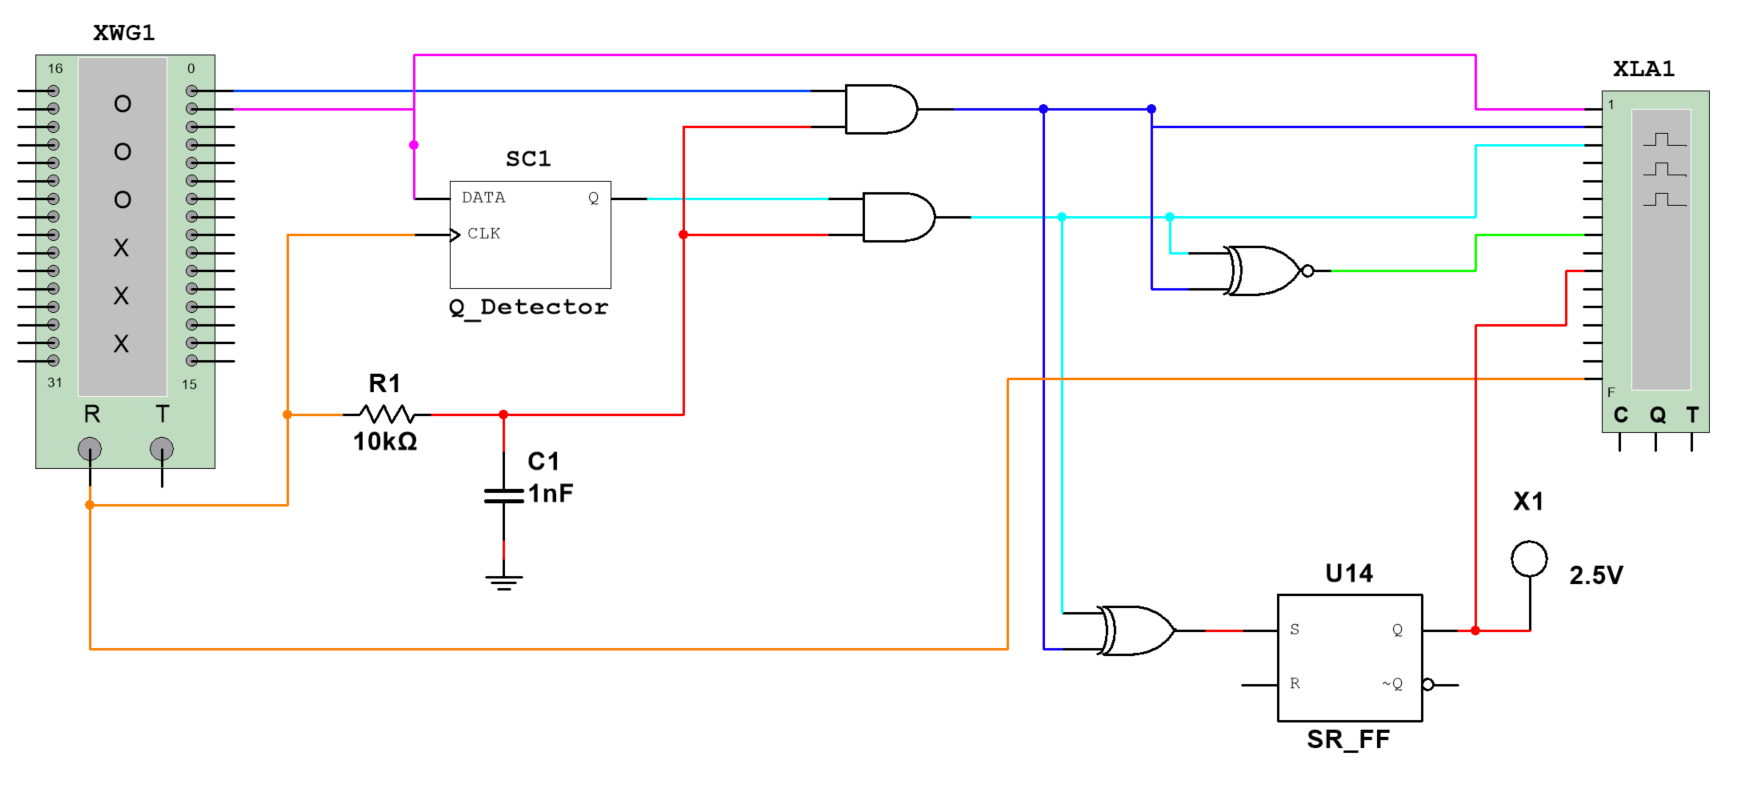 XWG1
16 0
O
O
O
X
X
X
31 15
R T
SC1
DATA Q
CLK
Q_Detector
R1
10kΩ
C1
1nF
XLA1
1
F
C Q T
X1
2.5V
U14
S Q
R ~Q
SR_FF